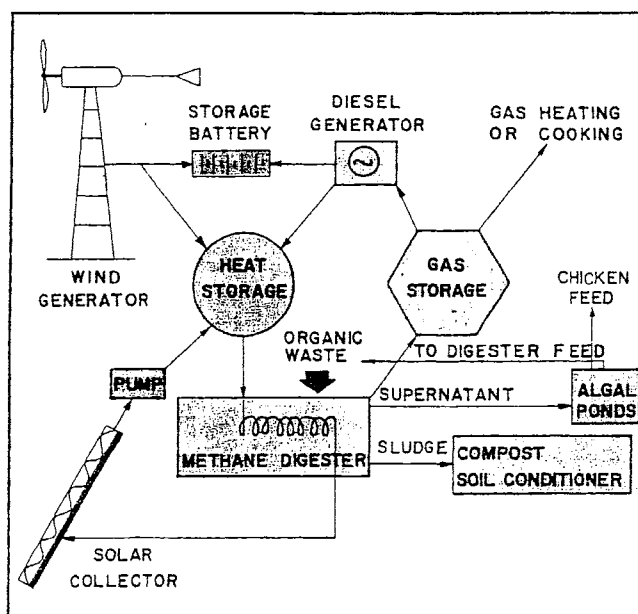 STORAGE
BATTERY
DIESEL
GENERATOR
GAS HEATING
OR COOKING
WIND
GENERATOR
HEAT
STORAGE
GAS
STORAGE
CHICKEN
FEED
ORGANIC
WASTE
TO DIGESTER FEED
PUMP
SUPERNATANT
ALGAL
PONDS
METHANE DIGESTER
SLUDGE
COMPOST
SOIL CONDITIONER
SOLAR
COLLECTOR